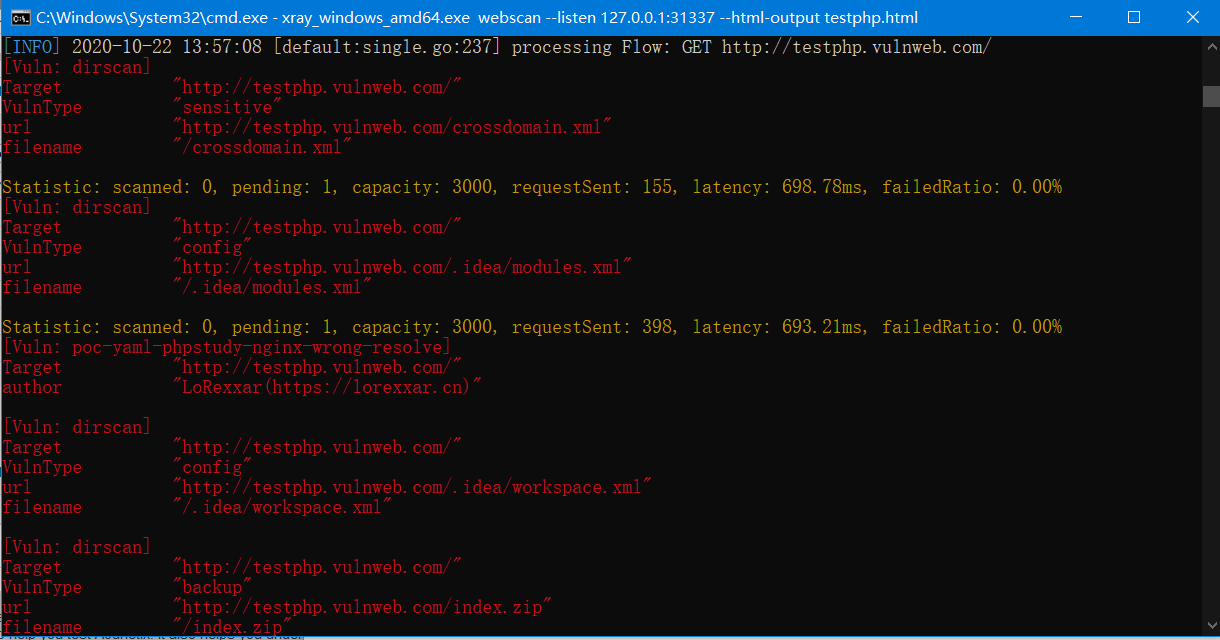 C:\Windows\System32\cmd.exe - xray_windows_amd64.exe  webscan --listen 127.0.0.1:31337 --html-output testphp.html
[INFO] 2020-10-22 13:57:08 [default:single.go:237] processing Flow: GET http://testphp.vulnweb.com/
[Vuln: dirscan]
Target           "http://testphp.vulnweb.com/"
VulnType         "sensitive"
url              "http://testphp.vulnweb.com/crossdomain.xml"
filename         "/crossdomain.xml"
Statistic: scanned: 0, pending: 1, capacity: 3000, requestSent: 155, latency: 698.78ms, failedRatio: 0.00%
[Vuln: dirscan]
Target           "http://testphp.vulnweb.com/"
VulnType         "config"
url              "http://testphp.vulnweb.com/.idea/modules.xml"
filename         "/.idea/modules.xml"
Statistic: scanned: 0, pending: 1, capacity: 3000, requestSent: 398, latency: 693.21ms, failedRatio: 0.00%
[Vuln: poc-yaml-phpstudy-nginx-wrong-resolve]
Target           "http://testphp.vulnweb.com/"
author           "LoRexxar(https://lorexxar.cn)"
[Vuln: dirscan]
Target           "http://testphp.vulnweb.com/"
VulnType         "config"
url              "http://testphp.vulnweb.com/.idea/workspace.xml"
filename         "/.idea/workspace.xml"
[Vuln: dirscan]
Target           "http://testphp.vulnweb.com/"
VulnType         "backup"
url              "http://testphp.vulnweb.com/index.zip"
filename         "/index.zip"